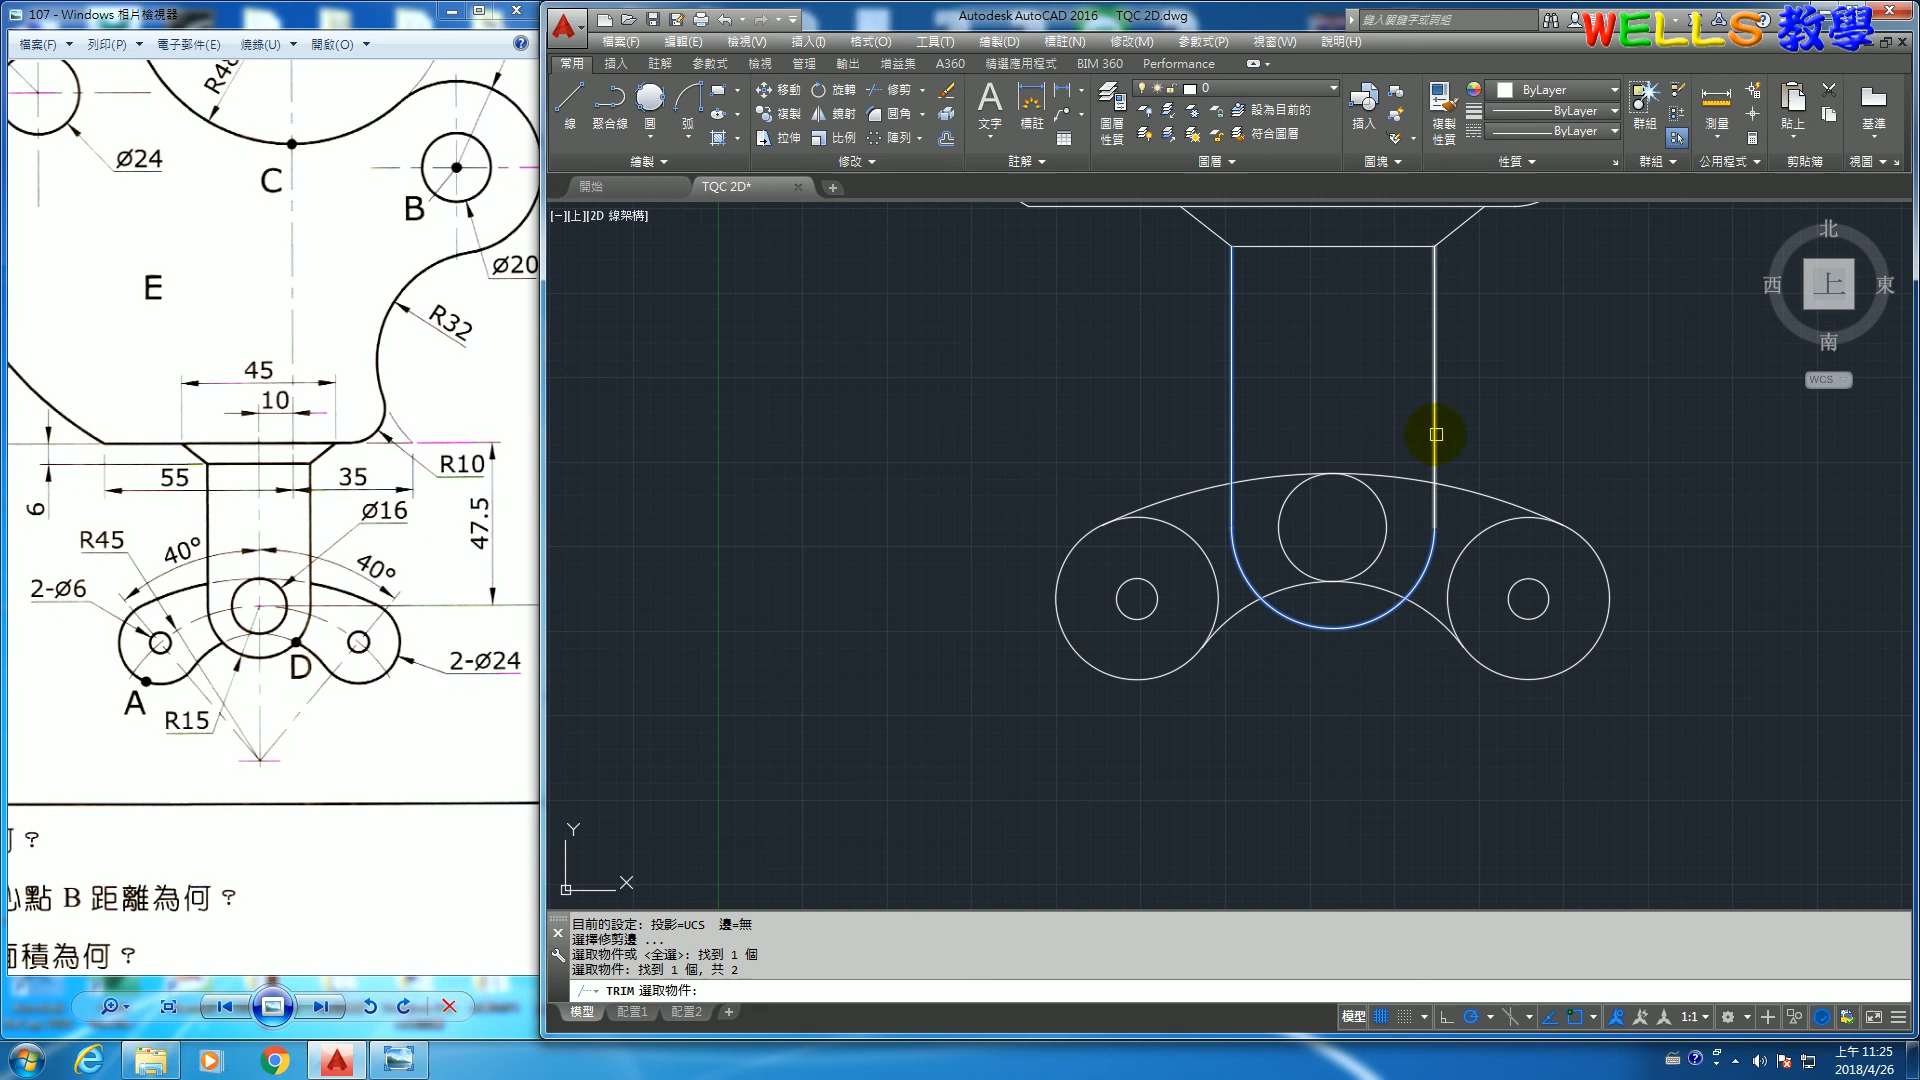 107 - Windows 相片檢視器
檔案(F)
列印(P)
電子郵件(E)
燒錄(U)
開啟(O)
R48
Ø24
C
B
Ø20
E
R32
45
10
R10
55
35
6
Ø16
47.5
R45
40°
40°
2-Ø6
D
2-Ø24
A
R15
?
點 B 距離為何?
積為何?
Autodesk AutoCAD 2016 TQC 2D.dwg
鍵入關鍵字或詞組
WELLS 教學
檔案(F)
編輯(E)
檢視(V)
插入(I)
格式(O)
工具(T)
繪製(D)
標註(N)
修改(M)
參數式(P)
視窗(W)
說明(H)
常用
插入
註解
參數式
檢視
管理
輸出
增益集
A360
精選應用程式
BIM 360
Performance
線
聚合線
圓
弧
移動
旋轉
修剪
複製
鏡射
圓角
拉伸
比例
陣列
文字
標註
圖層性質
0
設為目前的
符合圖層
插入
複製性質
ByLayer
ByLayer
ByLayer
群組
測量
貼上
基準
繪製
修改
註解
圖層
圖塊
性質
群組
公用程式
剪貼簿
視圖
開始
TQC 2D*
[−][上][2D 線架構]
北
西
上
東
南
WCS
Y
X
目前的設定: 投影=UCS 邊=無
選擇修剪邊 ...
選取物件或 <全選>: 找到 1 個
選取物件: 找到 1 個, 共 2
TRIM 選取物件:
模型
配置1
配置2
模型
1:1
上午 11:25
2018/4/26